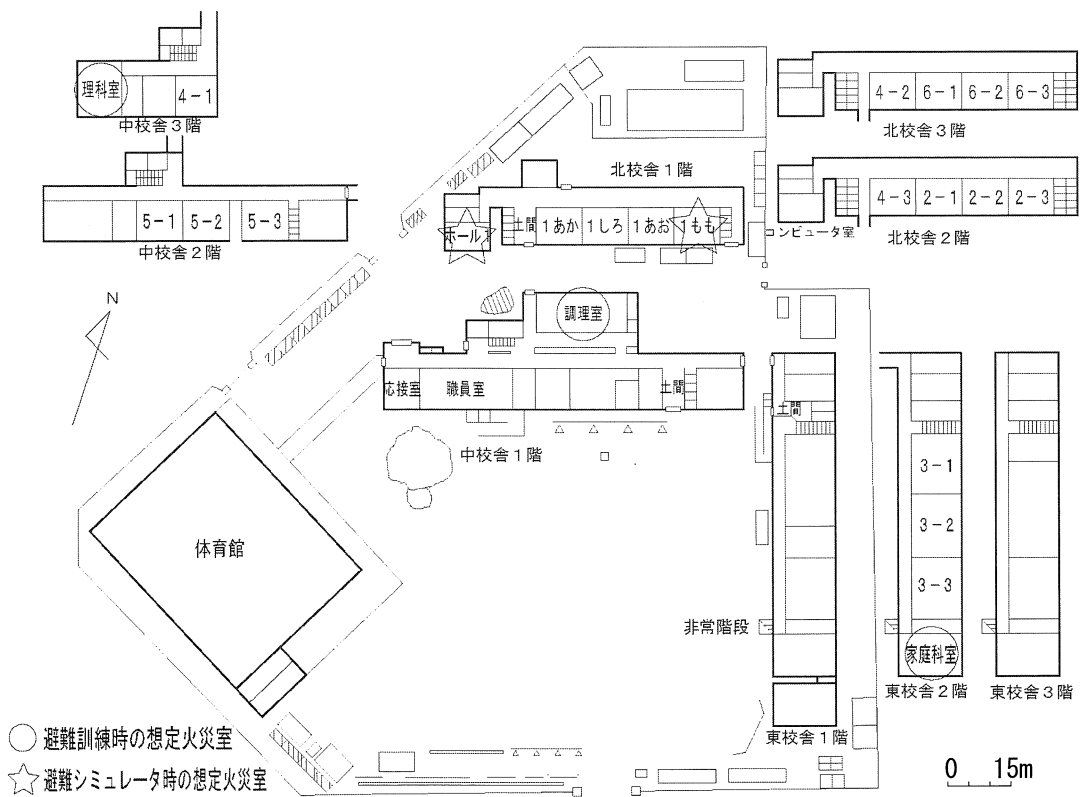 理科室
4－1
中校舎3階
5－1 5－2 5－3
中校舎2階
4－2 6－1 6－2 6－3
北校舎3階
4－3 2－1 2－2 2－3
コンピュータ室
北校舎2階
北校舎1階
土間 1あか 1しろ 1あお 1もも
N
調理室
応接室 職員室 土間
中校舎1階
体育館
土間
非常階段
東校舎1階
3－1
3－2
3－3
家庭科室
東校舎2階
東校舎3階
○避難訓練時の想定火災室
☆避難シミュレータ時の想定火災室
0 15m